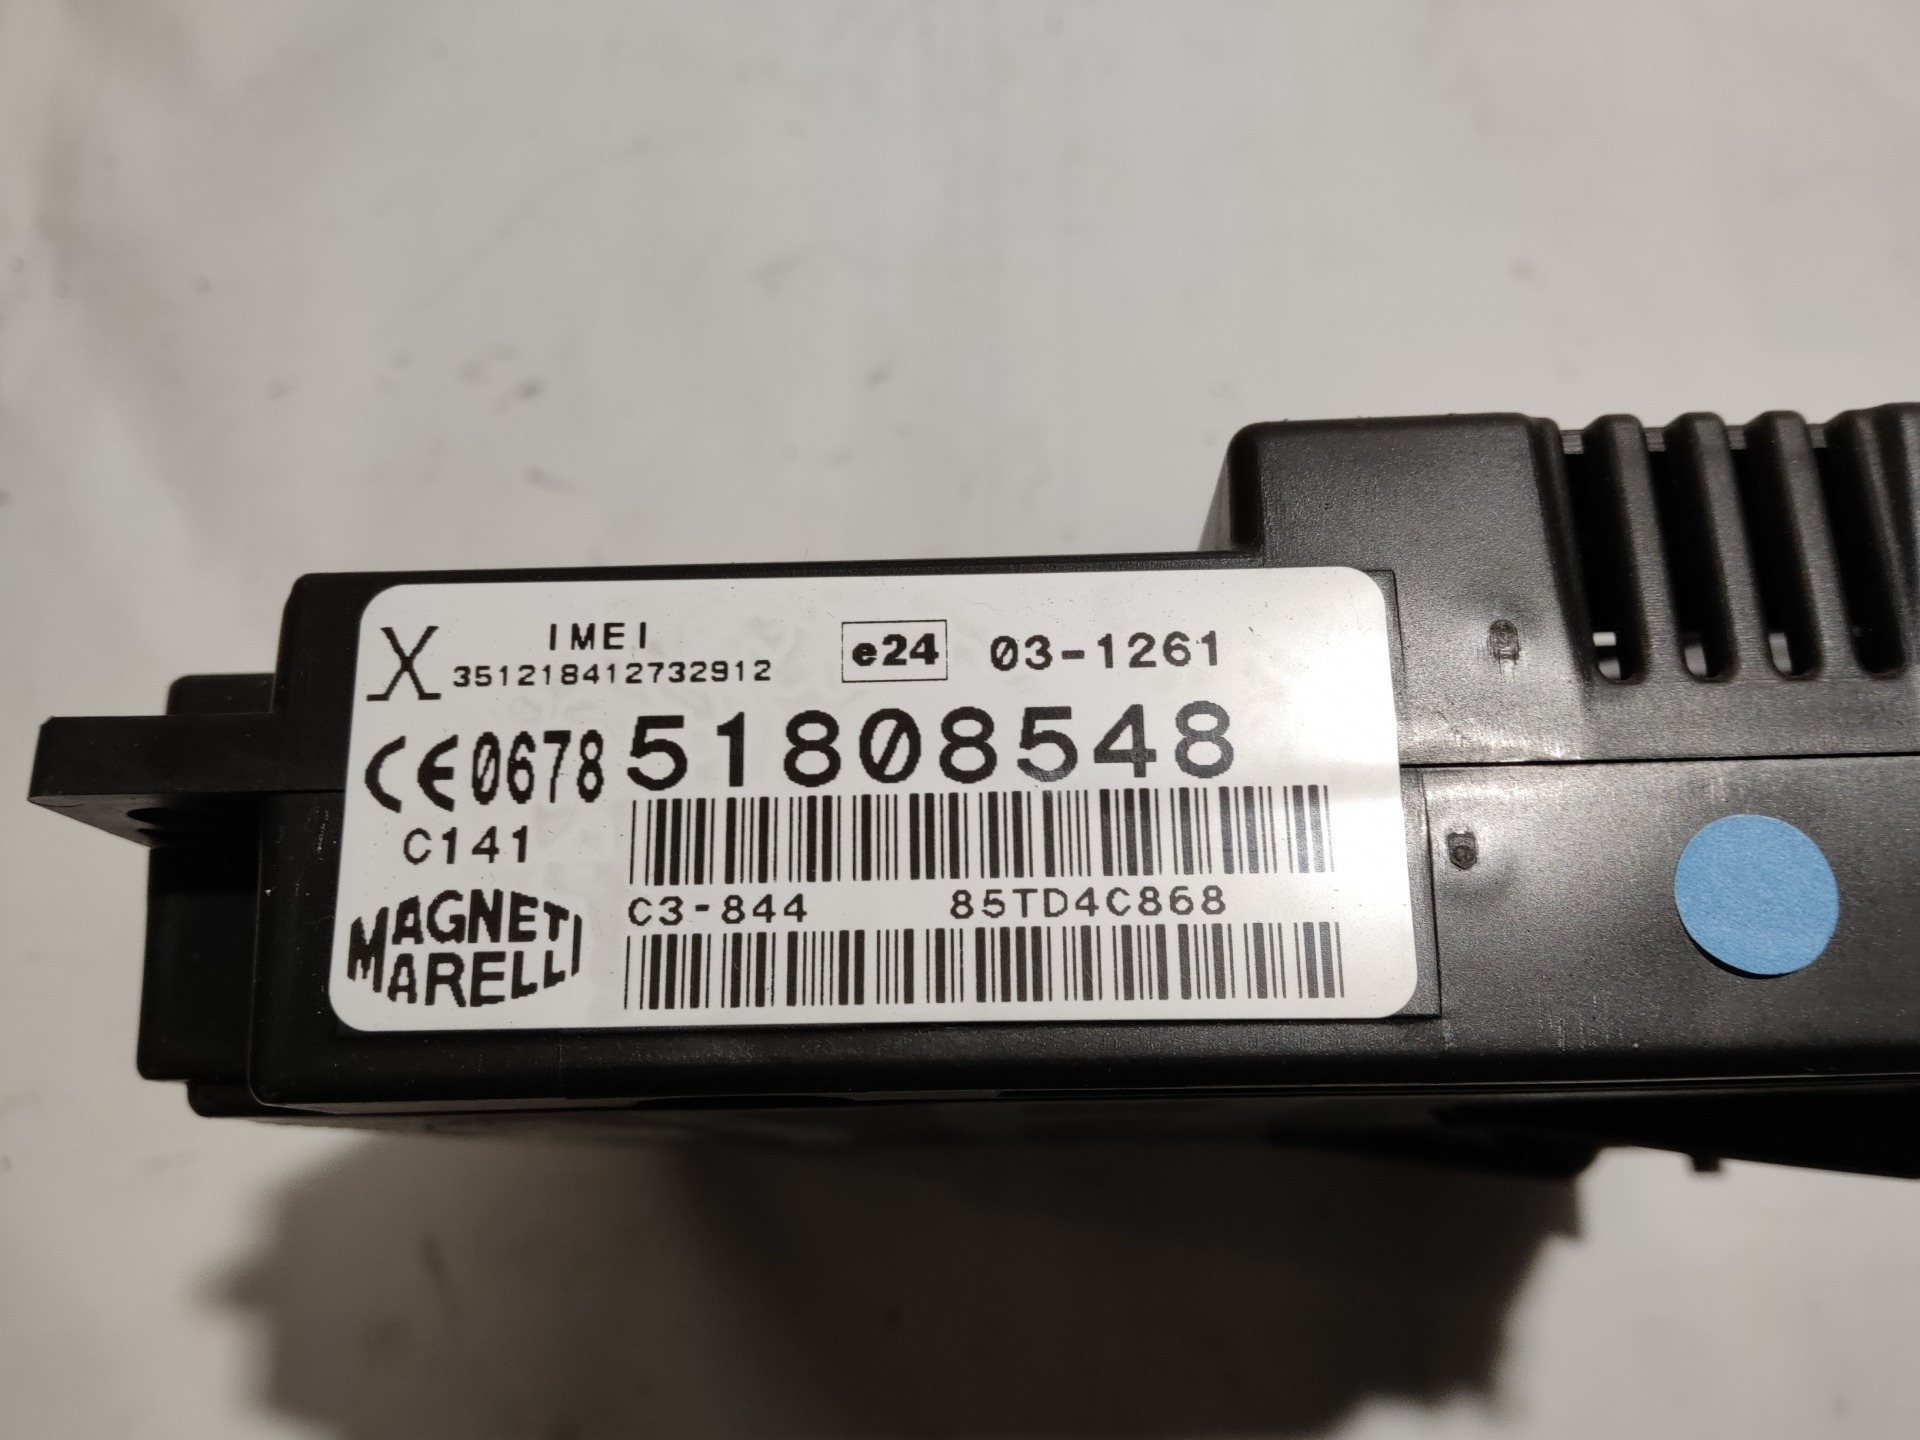 IMEI
351218412732912
e24 03-1261
CE0678 51808548
C141
C3-844 85TD4C868
MAGNETI
MARELLI